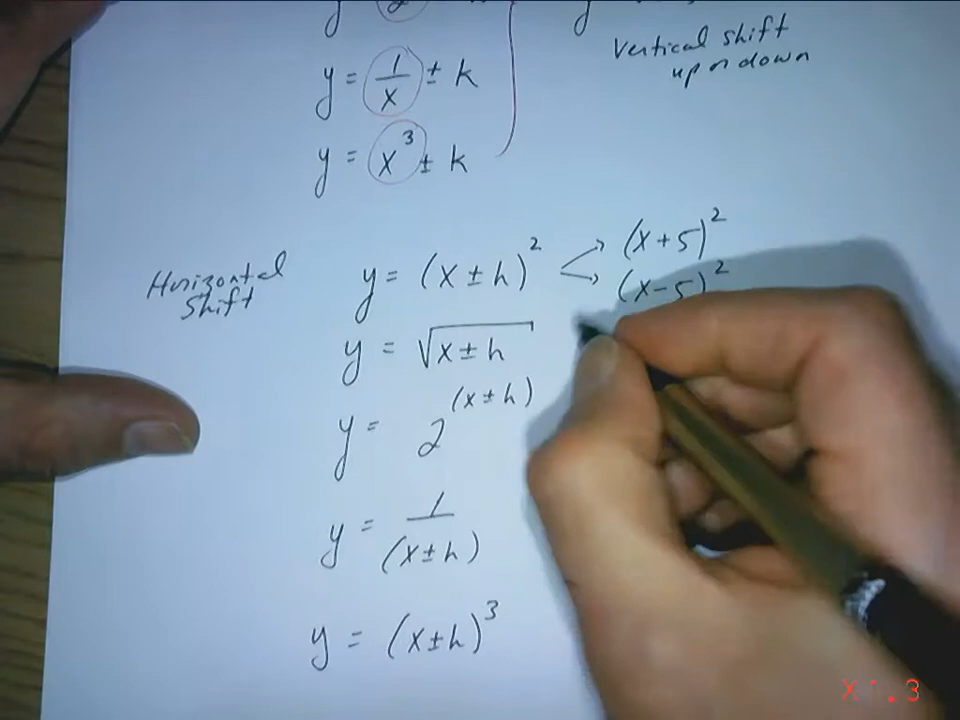 Vertical shift
up or down
y = 1/x ± k
y = x³ ± k
Horizontal
Shift
y = (x ± h)² (x + 5)²
(x - 5)²
y = √(x ± h)
y = 2^(x ± h)
y = 1/(x ± h)
y = (x ± h)³